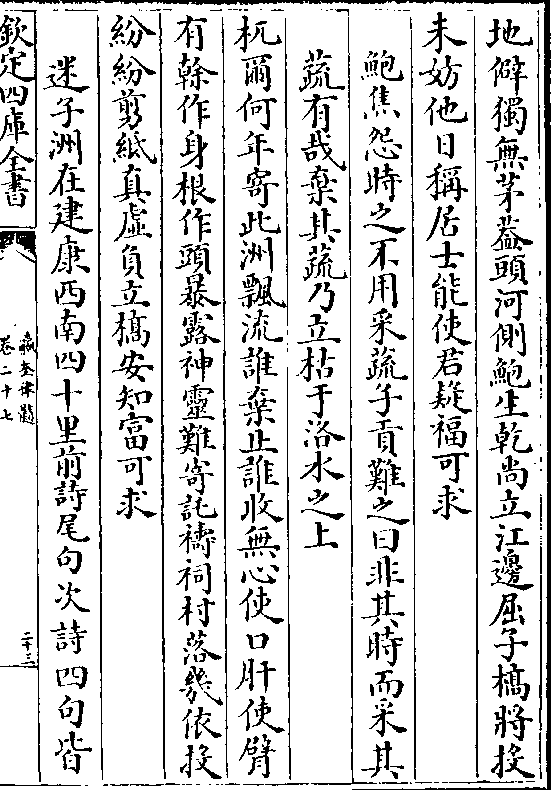 地僻獨無茅蓋頭河側鮑生乾尚立江邊屈子槁將投
未妨他日稱居士能使君疑福可求
鮑焦怨時之不用采蔬子貢難之曰非其時而采其
蔬有哉棄其蔬乃立枯于洛水之上
杌爾何年寄此洲飄流誰棄止誰收無心使口肝使臂
有榦作身根作頭暴露神靈難寄託禱祠村落幾依投
紛紛剪紙真虚負立槁安知富可求
迷子洲在建康西南四十里前詩尾句次詩四句皆
欽定四庫全書
瀛奎律髓
卷二十七
二十三